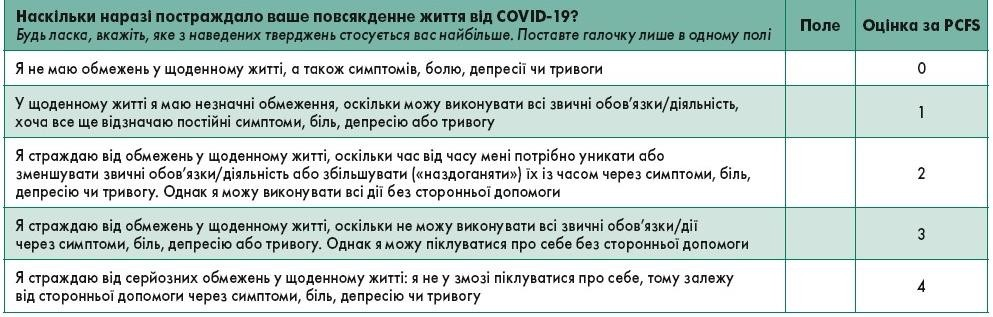 Наскільки наразі постраждало ваше повсякденне життя від COVID-19?
Будь ласка, вкажіть, яке з наведених тверджень стосується вас найбільше. Поставте галочку лише в одному полі
Поле
Оцінка за PCFS
Я не маю обмежень у щоденному житті, а також симптомів, болю, депресії чи тривоги
0
У щоденному житті я маю незначні обмеження, оскільки можу виконувати всі звичні обов’язки/діяльність,
хоча все ще відзначаю постійні симптоми, біль, депресію або тривогу
1
Я страждаю від обмежень у щоденному житті, оскільки час від часу мені потрібно уникати або
зменшувати звичні обов’язки/діяльність або збільшувати («наздоганяти») їх із часом через симптоми, біль,
депресію чи тривогу. Однак я можу виконувати всі дії без сторонньої допомоги
2
Я страждаю від обмежень у щоденному житті, оскільки не можу виконувати всі звичні обов’язки/дії
через симптоми, біль, депресію або тривогу. Однак я можу піклуватися про себе без сторонньої допомоги
3
Я страждаю від серйозних обмежень у щоденному житті: я не у змозі піклуватися про себе, тому залежу
від сторонньої допомоги через симптоми, біль, депресію чи тривогу
4